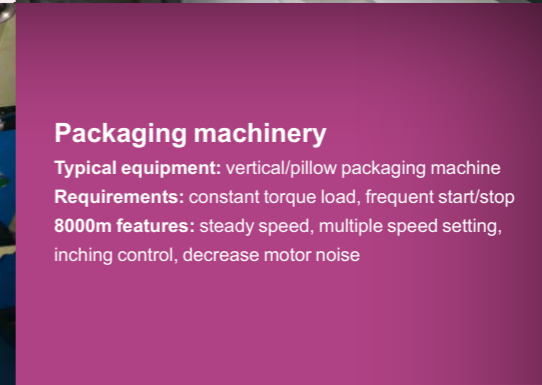 Packaging machinery
Typical equipment: vertical/pillow packaging machine
Requirements: constant torque load, frequent start/stop
8000m features: steady speed, multiple speed setting,
inching control, decrease motor noise